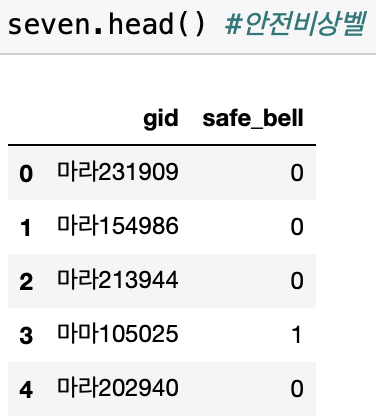 seven.head() #안전비상벨
gid safe_bell
0 마라231909 0
1 마라154986 0
2 마라213944 0
3 마마105025 1
4 마라202940 0